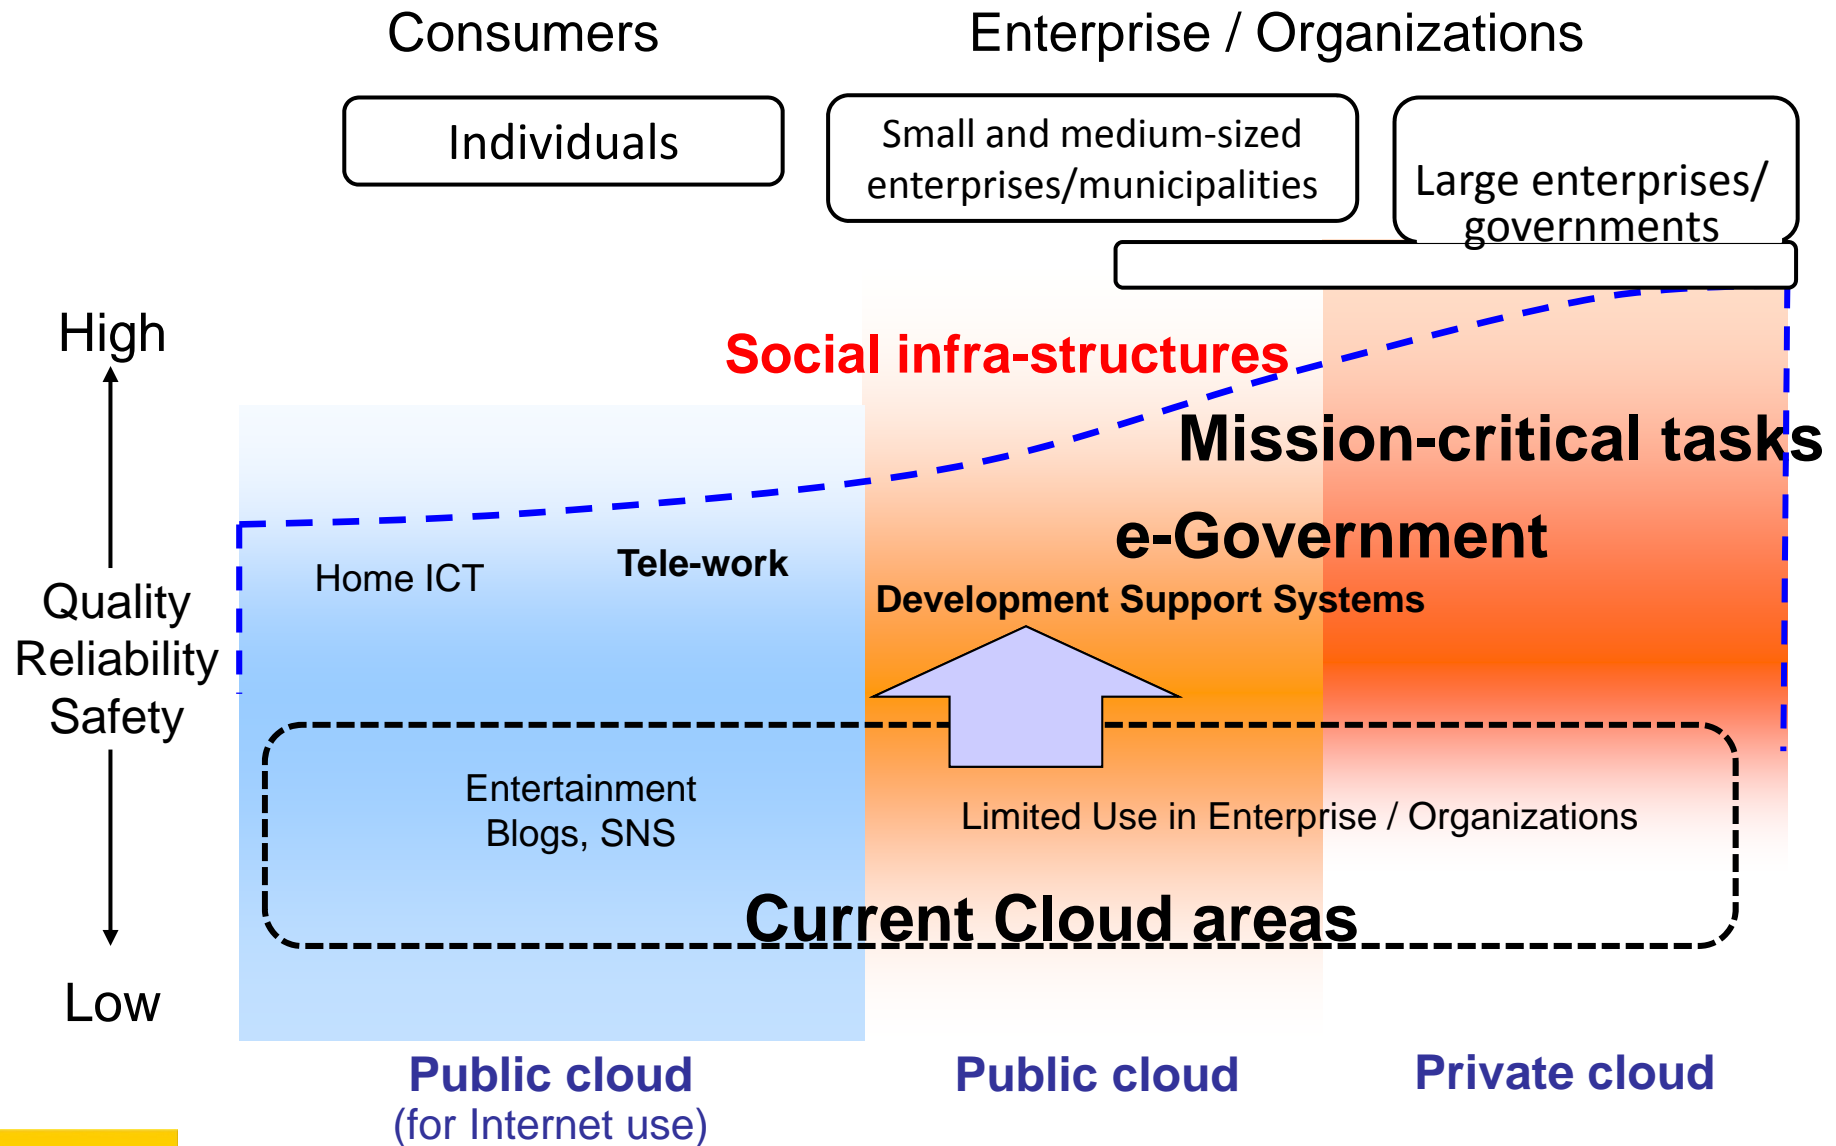 Consumers
Enterprise / Organizations
Individuals
Small and medium-sized
enterprises/municipalities
Large enterprises/
governments
High
Social infra-structures
Mission-critical tasks
e-Government
Tele-work
Home ICT
Development Support Systems
Quality
Reliability
Safety
Entertainment
Blogs, SNS
Limited Use in Enterprise / Organizations
Current Cloud areas
Low
Public cloud
(for Internet use)
Public cloud
Private cloud